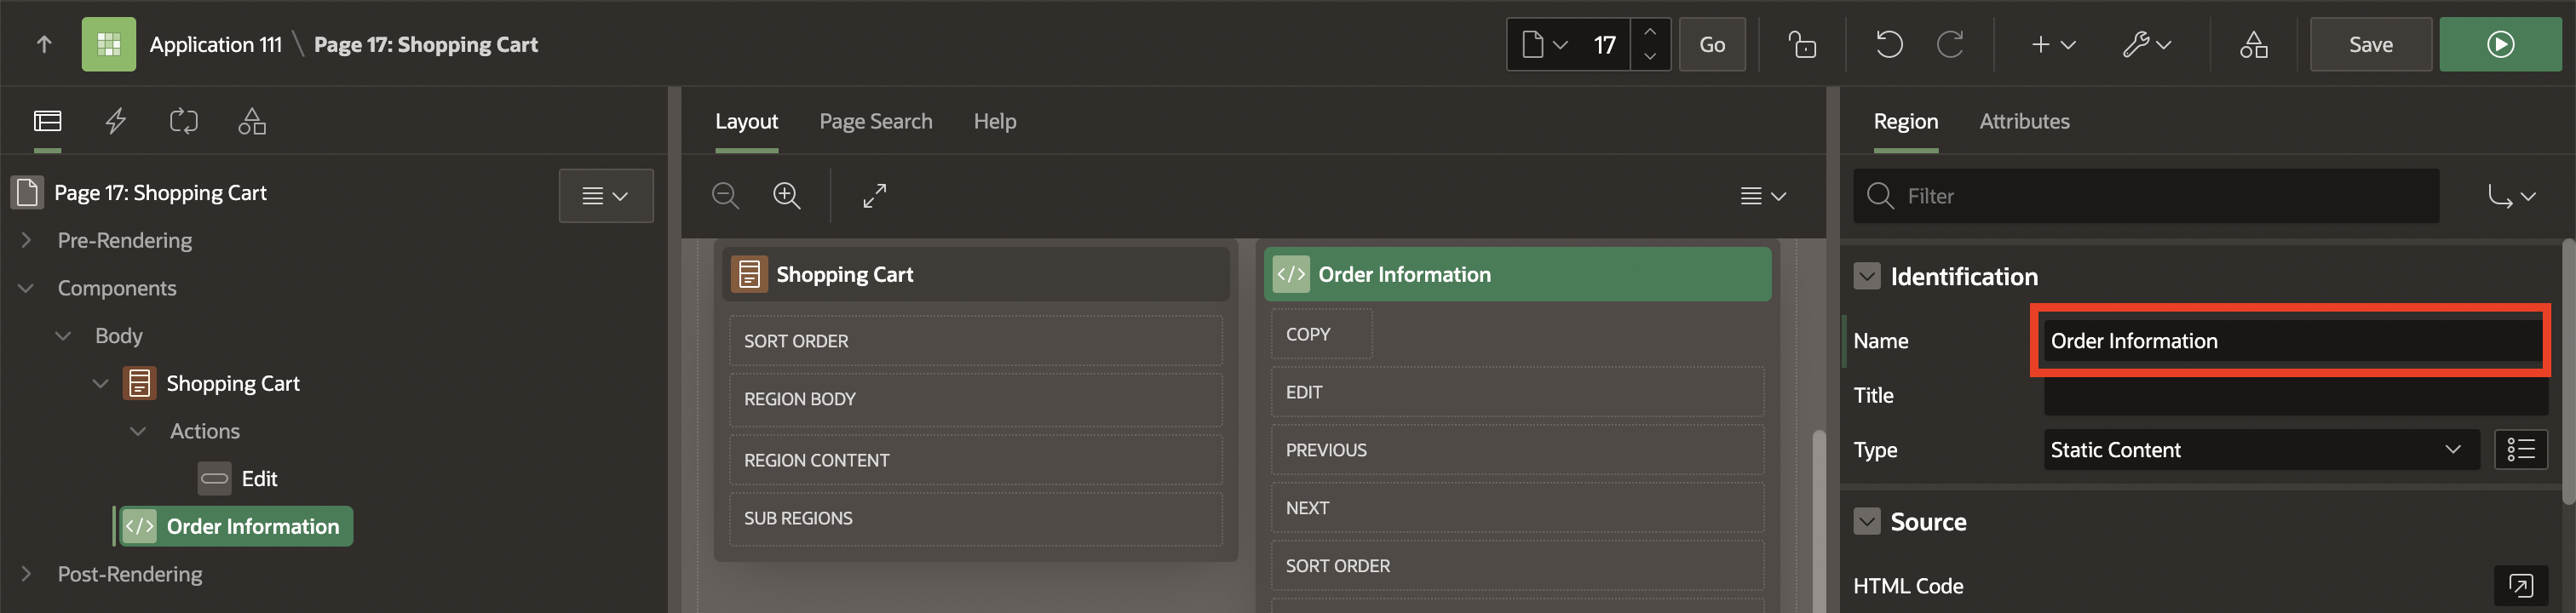 Application 111 \ Page 17: Shopping Cart
17
Go
Save
Page 17: Shopping Cart
Pre-Rendering
Components
Body
Shopping Cart
Actions
Edit
Order Information
Post-Rendering
Layout
Page Search
Help
Shopping Cart
SORT ORDER
REGION BODY
REGION CONTENT
SUB REGIONS
Order Information
COPY
EDIT
PREVIOUS
NEXT
SORT ORDER
Region
Attributes
Filter
Identification
Name
Order Information
Title
Type
Static Content
Source
HTML Code